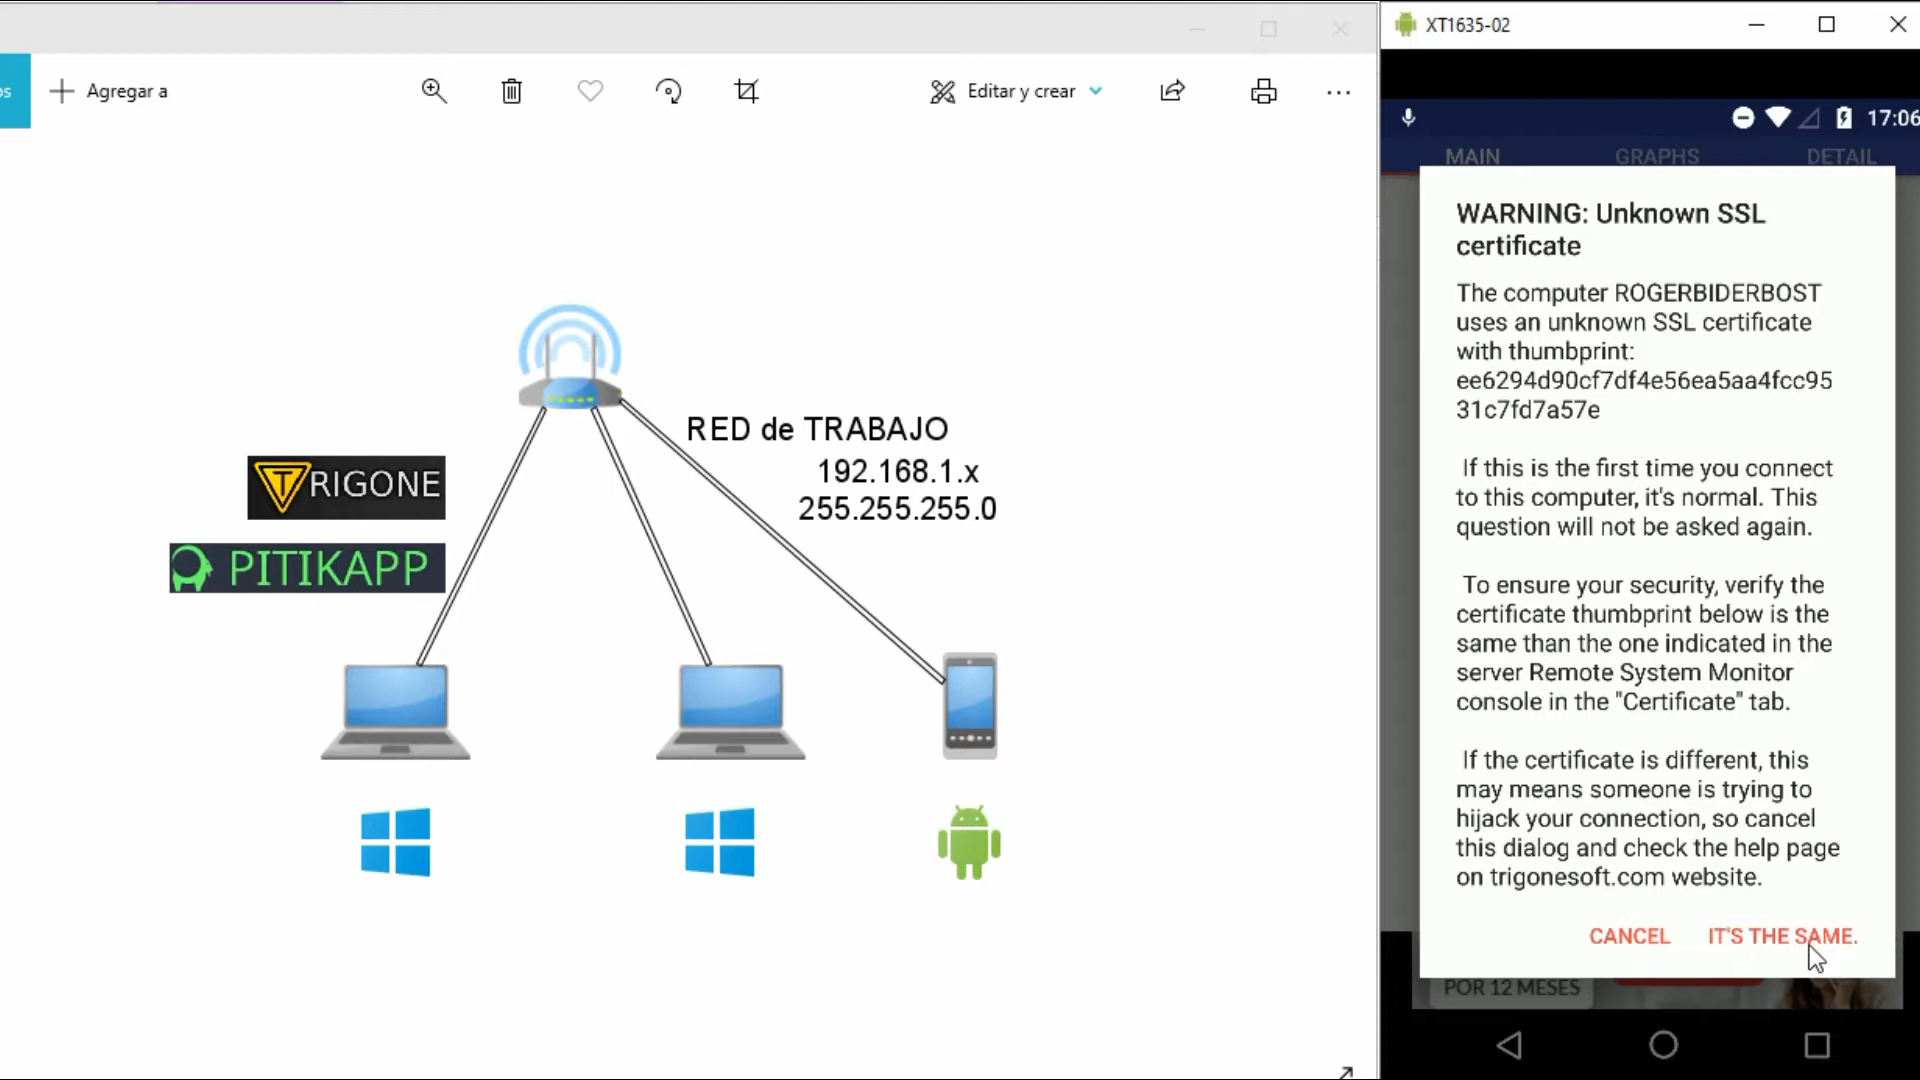 os
Agregar a
Editar y crear
RED de TRABAJO
192.168.1.x
255.255.255.0
TRIGONE
PITIKAPP
XT1635-02
17:06
MAIN
GRAPHS
DETAIL
WARNING: Unknown SSL
certificate
The computer ROGERBIDERBOST
uses an unknown SSL certificate
with thumbprint:
ee6294d90cf7df4e56ea5aa4fcc95
31c7fd7a57e
If this is the first time you connect
to this computer, it's normal. This
question will not be asked again.
To ensure your security, verify the
certificate thumbprint below is the
same than the one indicated in the
server Remote System Monitor
console in the "Certificate" tab.
If the certificate is different, this
may means someone is trying to
hijack your connection, so cancel
this dialog and check the help page
on trigonesoft.com website.
CANCEL
IT'S THE SAME.
POR 12 MESES